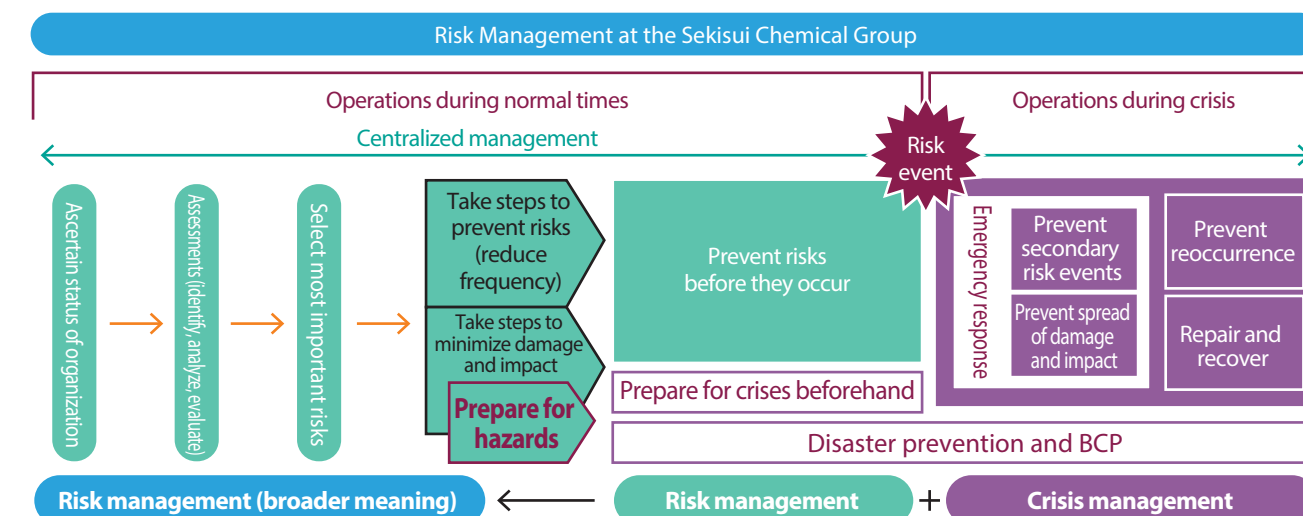 Risk Management at the Sekisui Chemical Group
Operations during normal times
Operations during crisis
Centralized management
Risk
event
Ascertain status of organization
Assessments (identify, analyze, evaluate)
Select most important risks
Take steps to
prevent risks
(reduce
frequency)
Take steps to
minimize damage
and impact
Prepare for
hazards
Prevent risks
before they occur
Prepare for crises beforehand
Emergency response
Prevent
secondary
risk events
Prevent spread
of damage
and impact
Prevent
reoccurrence
Repair and
recover
Disaster prevention and BCP
Risk management (broader meaning)
Risk management
+
Crisis management